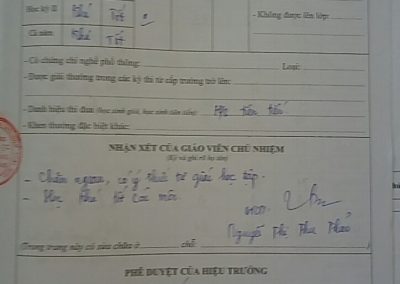 Học kỳ II Khá Tốt
- Không được lên lớp:
Cả năm Khá Tốt
- Có chứng chỉ nghề phổ thông: Loại:
- Được giải thưởng trong các kỳ thi từ cấp trường trở lên:
- Danh hiệu thi đua (học sinh giỏi, học sinh tiên tiến) HS tiên tiến
- Khen thưởng đặc biệt khác:
NHẬN XÉT CỦA GIÁO VIÊN CHỦ NHIỆM
(Ký và ghi rõ họ tên)
- Chăm ngoan, có ý thức tự giác học tập.
- Học khá tốt các môn.
Nguyễn Thị Thu Thảo
Trong trang này có sửa chữa ở chỗ
PHÊ DUYỆT CỦA HIỆU TRƯỞNG